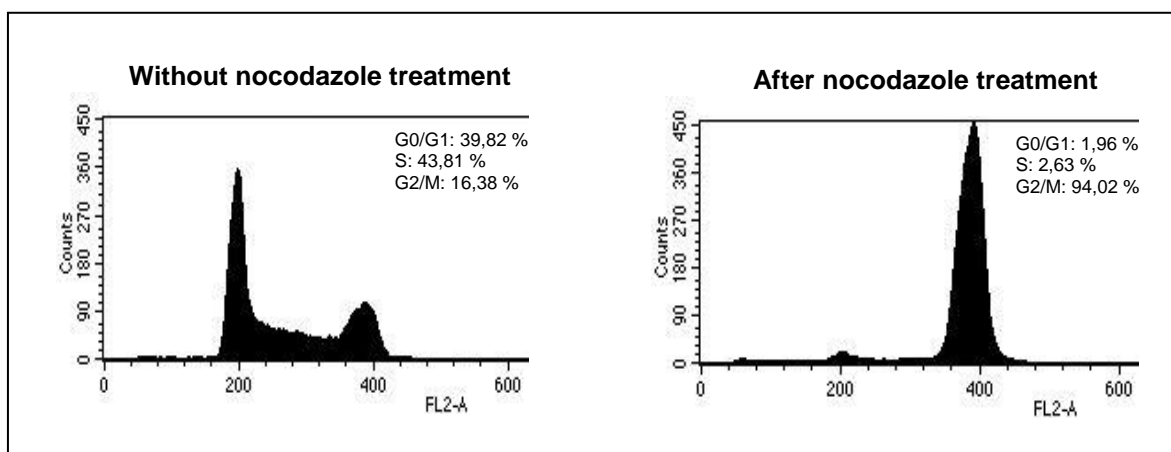 Without nocodazole treatment
450
360
270
180
90
0
Counts
G0/G1: 39,82 %
S: 43,81 %
G2/M: 16,38 %
0
200
400
600
FL2-A
After nocodazole treatment
450
360
270
180
90
0
Counts
G0/G1: 1,96 %
S: 2,63 %
G2/M: 94,02 %
0
200
400
600
FL2-A